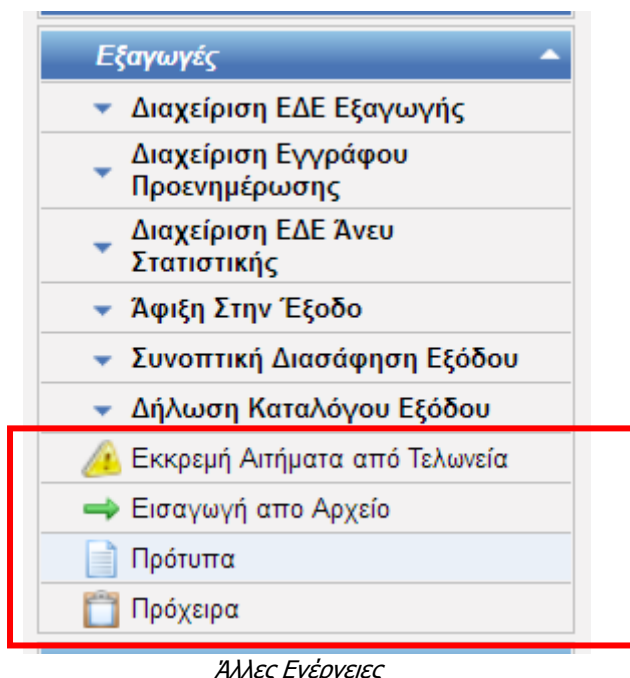 Εξαγωγές
Διαχείριση ΕΔΕ Εξαγωγής
Διαχείριση Εγγράφου
Προενημέρωσης
Διαχείριση ΕΔΕ Άνευ
Στατιστικής
Άφιξη Στην Έξοδο
Συνοπτική Διασάφηση Εξόδου
Δήλωση Καταλόγου Εξόδου
Εκκρεμή Αιτήματα από Τελωνεία
Εισαγωγή απο Αρχείο
Πρότυπα
Πρόχειρα
Άλλες Ενέργειες